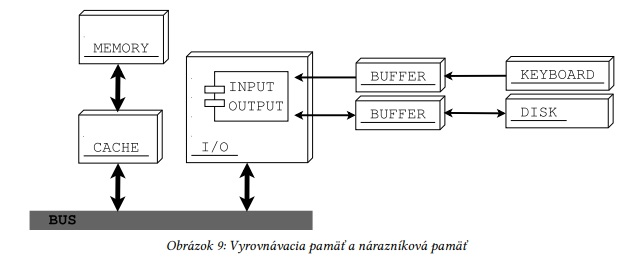 MEMORY
CACHE
INPUT
OUTPUT
I/O
BUFFER
KEYBOARD
BUFFER
DISK
BUS
Obrázok 9: Vyrovnávacia pamäť a nárazníková pamäť